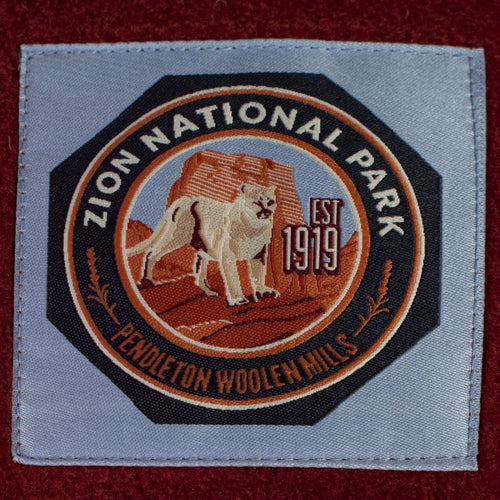 ZION NATIONAL PARK
EST
1919
PENDLETON WOOLEN MILLS